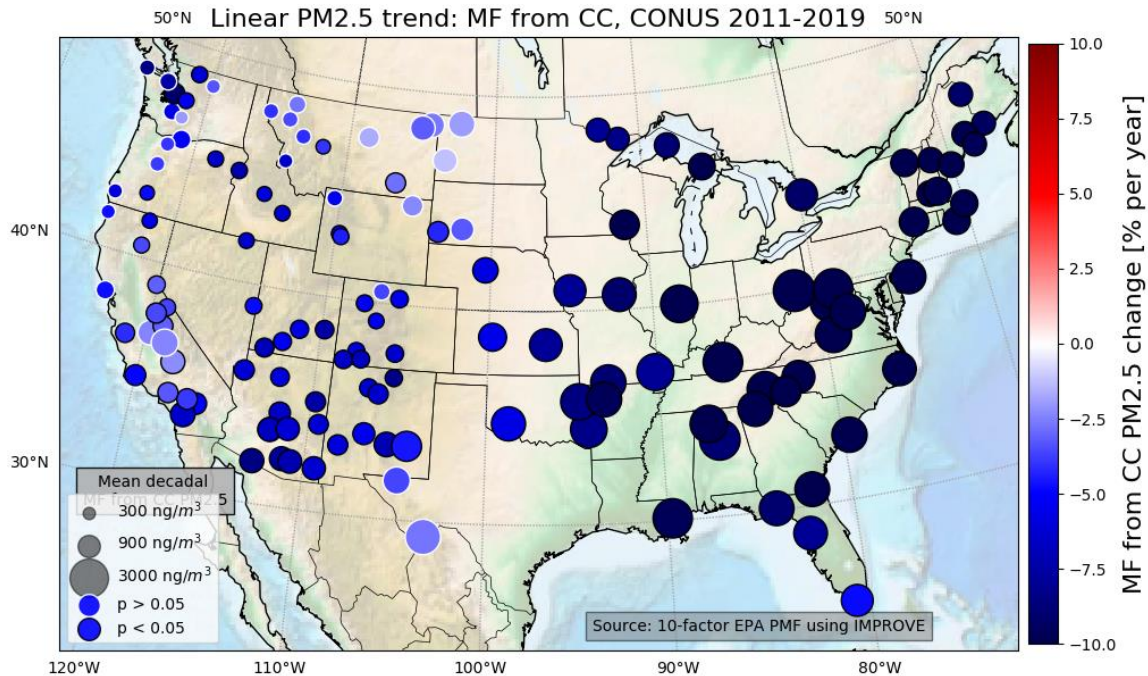 50°N Linear PM2.5 trend: MF from CC, CONUS 2011-2019 50°N
10.0
7.5
5.0
2.5
0.0
−2.5
−5.0
−7.5
−10.0
MF from CC PM2.5 change [% per year]
40°N
30°N
Mean decadal
MF from CC PM2.5
300 ng/m³
900 ng/m³
3000 ng/m³
p > 0.05
p < 0.05
Source: 10-factor EPA PMF using IMPROVE
120°W 110°W 100°W 90°W 80°W